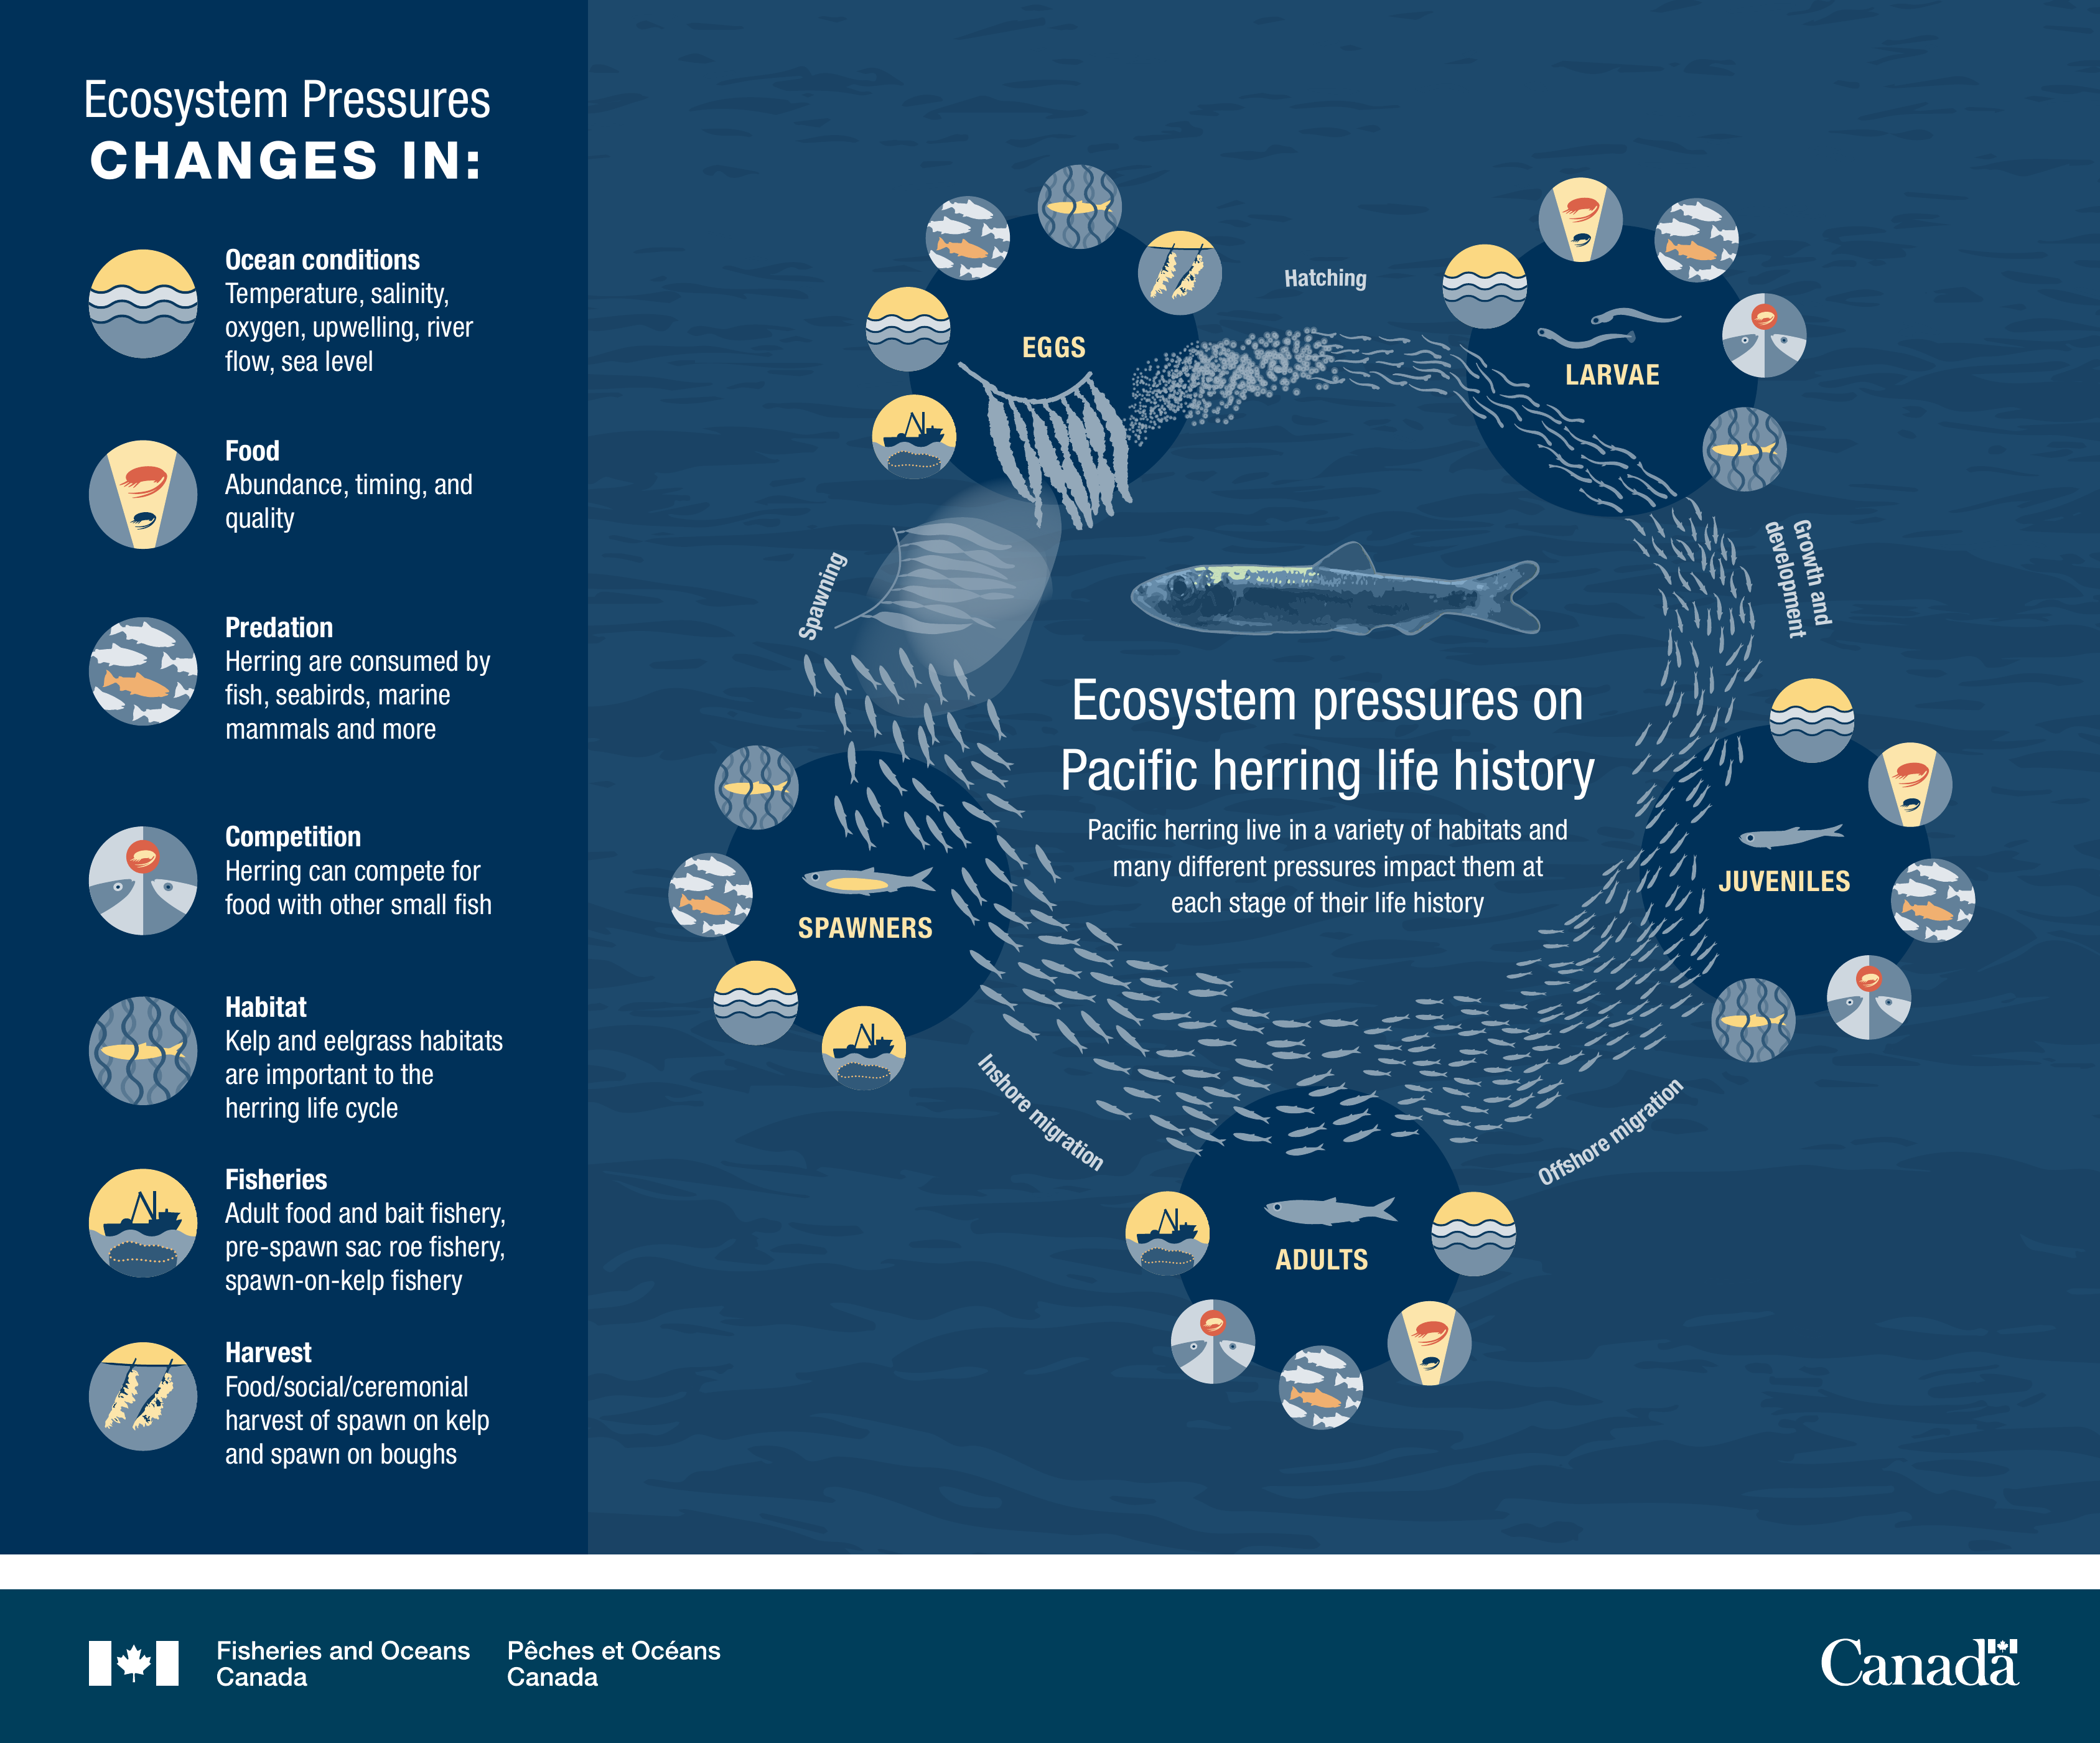 Ecosystem Pressures
CHANGES IN:
Ocean conditions
Temperature, salinity,
oxygen, upwelling, river
flow, sea level
Food
Abundance, timing, and
quality
Predation
Herring are consumed by
fish, seabirds, marine
mammals and more
Competition
Herring can compete for
food with other small fish
Habitat
Kelp and eelgrass habitats
are important to the
herring life cycle
Fisheries
Adult food and bait fishery,
pre-spawn sac roe fishery,
spawn-on-kelp fishery
Harvest
Food/social/ceremonial
harvest of spawn on kelp
and spawn on boughs
EGGS
Hatching
LARVAE
Growth and
development
JUVENILES
Offshore migration
ADULTS
Inshore migration
SPAWNERS
Spawning
Ecosystem pressures on
Pacific herring life history
Pacific herring live in a variety of habitats and
many different pressures impact them at
each stage of their life history
Fisheries and Oceans
Canada
Pêches et Océans
Canada
Canada